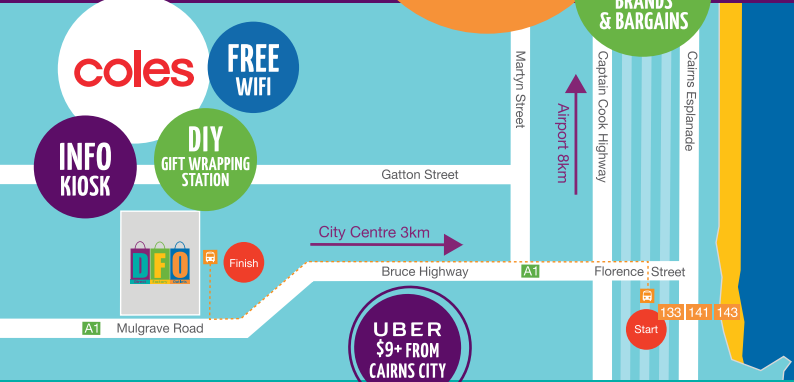 BRANDS
& BARGAINS
coles
FREE
WIFI
INFO
KIOSK
DIY
GIFT WRAPPING
STATION
Martyn Street
Airport 8km
Captain Cook Highway
Cairns Esplanade
Gatton Street
City Centre 3km
DFO
Finish
Bruce Highway
A1
Florence Street
133 141 143
Start
A1
Mulgrave Road
UBER
$9+ FROM
CAIRNS CITY